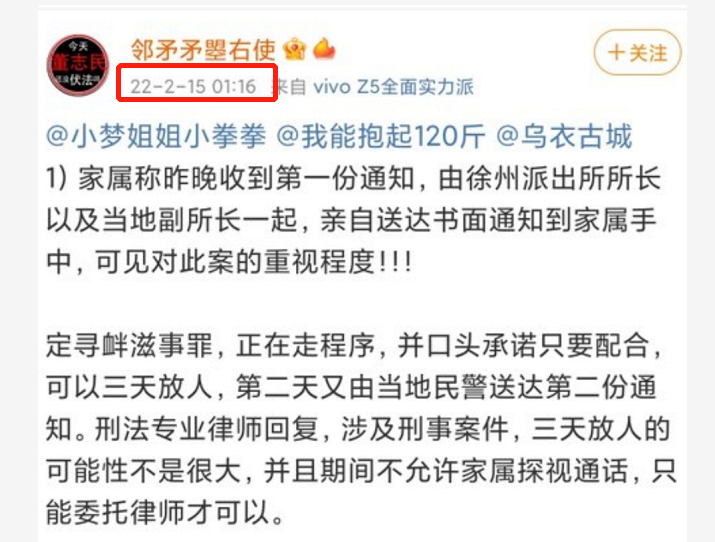 今天
董志民
还没伏法吗
邻矛矛曌右使
+关注
22-2-15 01:16 来自 vivo Z5全面实力派
@小梦姐姐小拳拳 @我能抱起120斤 @乌衣古城
1) 家属称昨晚收到第一份通知，由徐州派出所所长
以及当地副所长一起，亲自送达书面通知到家属手
中，可见对此案的重视程度!!!
定寻衅滋事罪，正在走程序，并口头承诺只要配合，
可以三天放人，第二天又由当地民警送达第二份通
知。刑法专业律师回复，涉及刑事案件，三天放人的
可能性不是很大，并且期间不允许家属探视通话，只
能委托律师才可以。